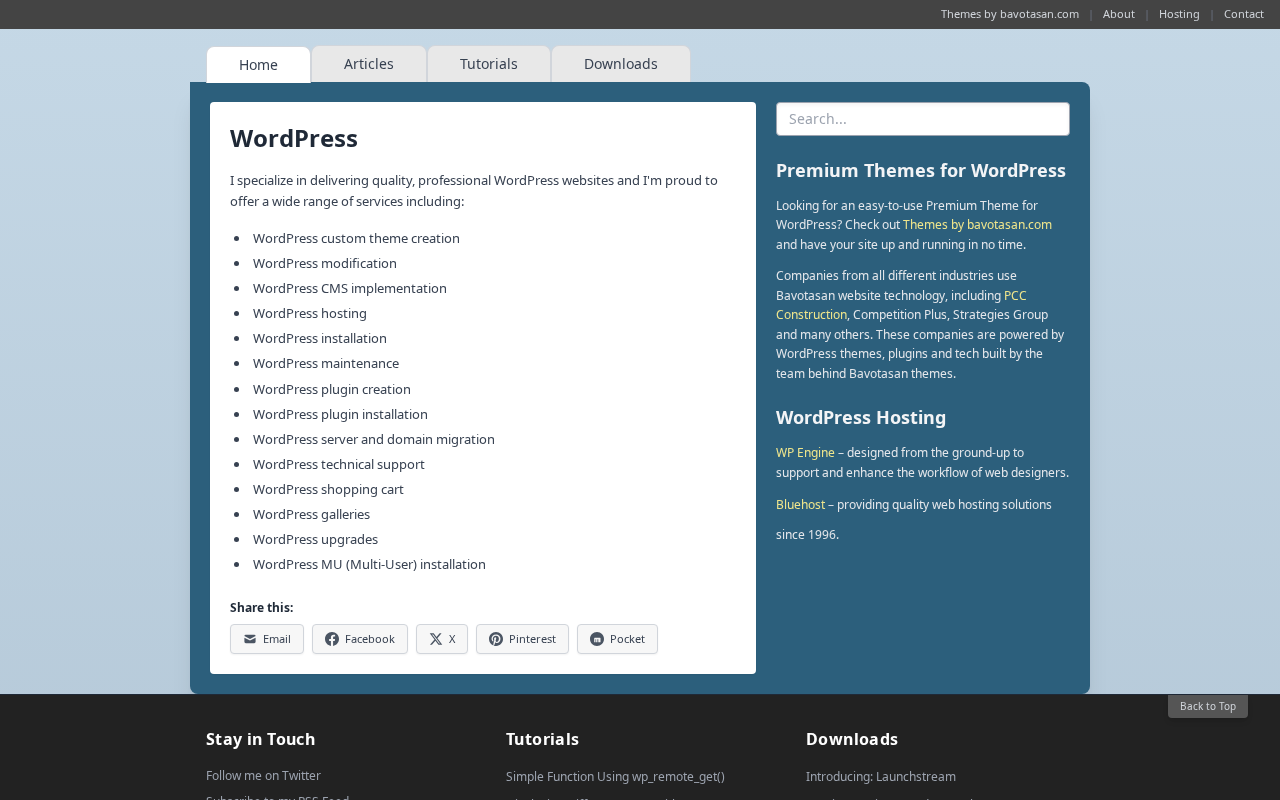 Themes by bavotasan.com | About | Hosting | Contact
Home Articles Tutorials Downloads
WordPress
I specialize in delivering quality, professional WordPress websites and I'm proud to
offer a wide range of services including:
• WordPress custom theme creation
• WordPress modification
• WordPress CMS implementation
• WordPress hosting
• WordPress installation
• WordPress maintenance
• WordPress plugin creation
• WordPress plugin installation
• WordPress server and domain migration
• WordPress technical support
• WordPress shopping cart
• WordPress galleries
• WordPress upgrades
• WordPress MU (Multi-User) installation
Share this:
Email Facebook X Pinterest Pocket
Search...
Premium Themes for WordPress
Looking for an easy-to-use Premium Theme for
WordPress? Check out Themes by bavotasan.com
and have your site up and running in no time.
Companies from all different industries use
Bavotasan website technology, including PCC
Construction, Competition Plus, Strategies Group
and many others. These companies are powered by
WordPress themes, plugins and tech built by the
team behind Bavotasan themes.
WordPress Hosting
WP Engine – designed from the ground-up to
support and enhance the workflow of web designers.
Bluehost – providing quality web hosting solutions
since 1996.
Back to Top
Stay in Touch
Follow me on Twitter
Subscribe to my RSS Feed
Tutorials
Simple Function Using wp_remote_get()
Downloads
Introducing: Launchstream